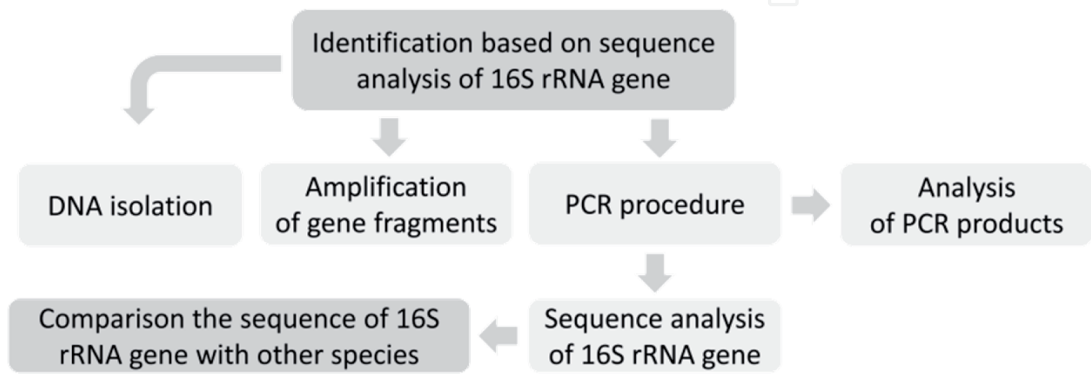 Identification based on sequence
analysis of 16S rRNA gene
DNA isolation
Amplification
of gene fragments
PCR procedure
Analysis
of PCR products
Comparison the sequence of 16S
rRNA gene with other species
Sequence analysis
of 16S rRNA gene